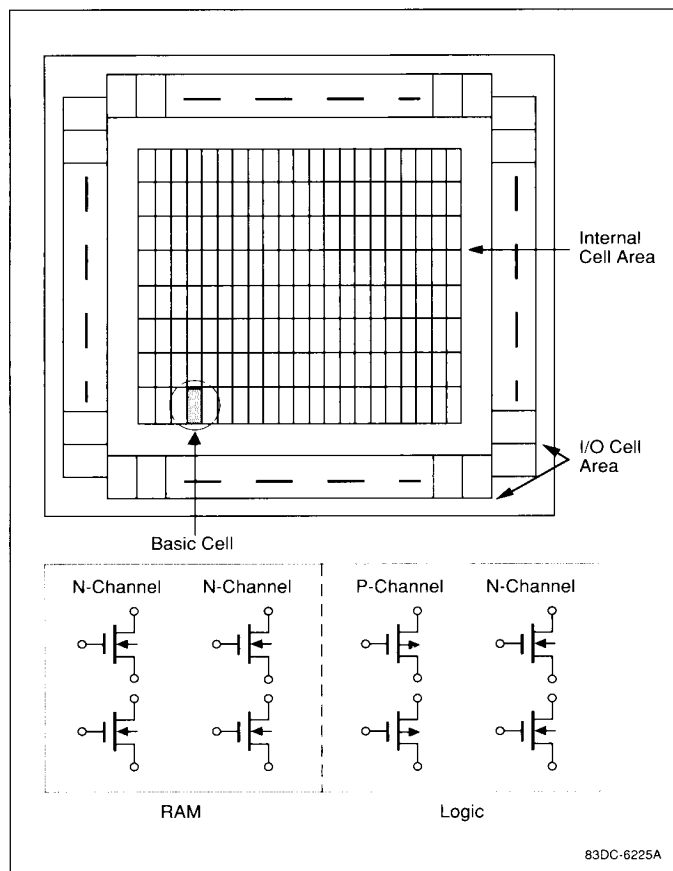 Internal
Cell Area
I/O Cell
Area
Basic Cell
N-Channel N-Channel P-Channel N-Channel
RAM Logic
83DC-6225A